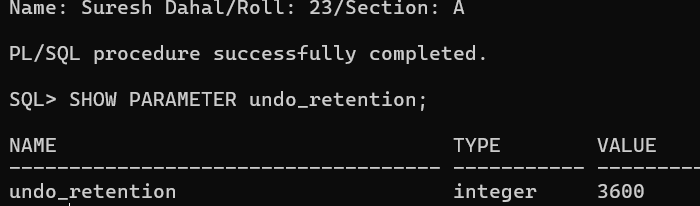 Name: Suresh Dahal/Roll: 23/Section: A
PL/SQL procedure successfully completed.
SQL> SHOW PARAMETER undo_retention;
NAME                                 TYPE        VALUE
------------------------------------ ----------- ---------
undo_retention                       integer     3600